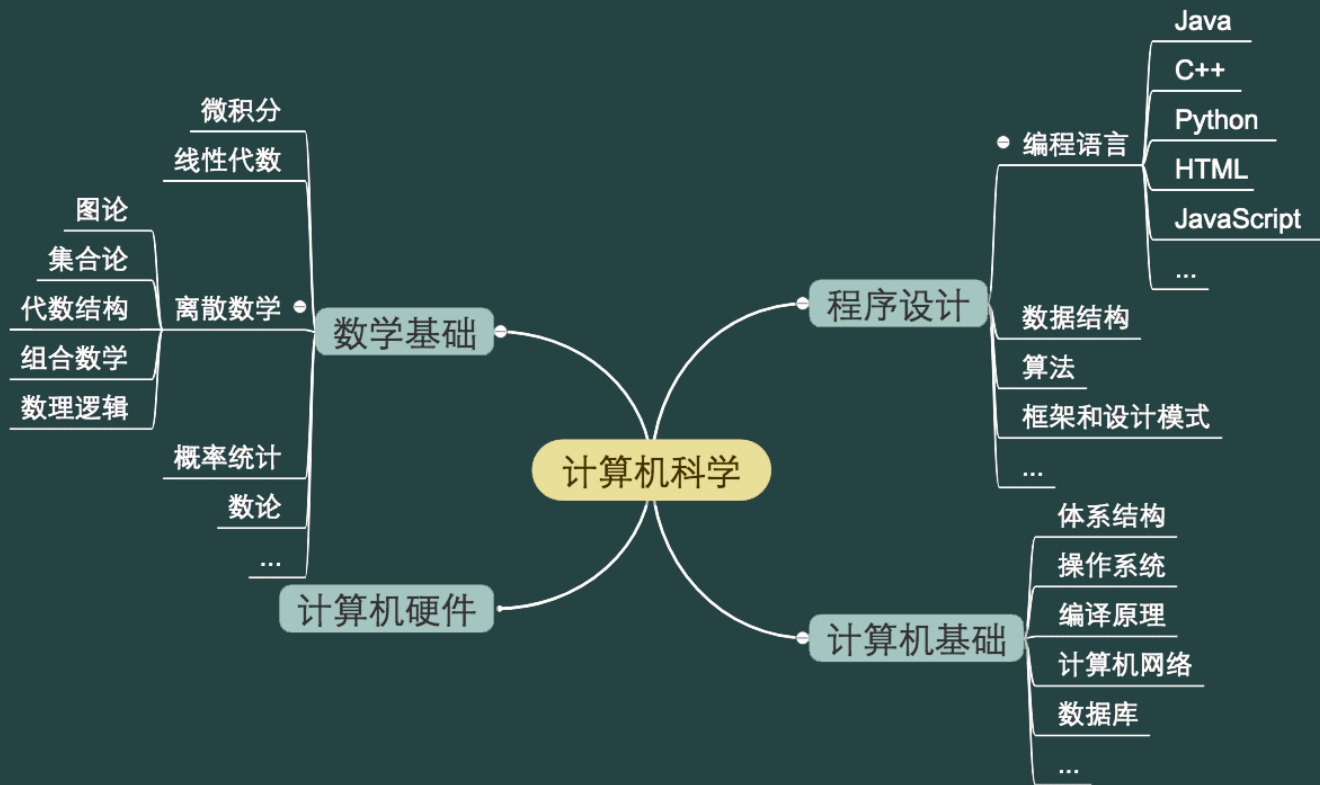 计算机科学
数学基础
微积分
线性代数
离散数学
图论
集合论
代数结构
组合数学
数理逻辑
概率统计
数论
...
计算机硬件
程序设计
编程语言
Java
C++
Python
HTML
JavaScript
...
数据结构
算法
框架和设计模式
...
计算机基础
体系结构
操作系统
编译原理
计算机网络
数据库
...